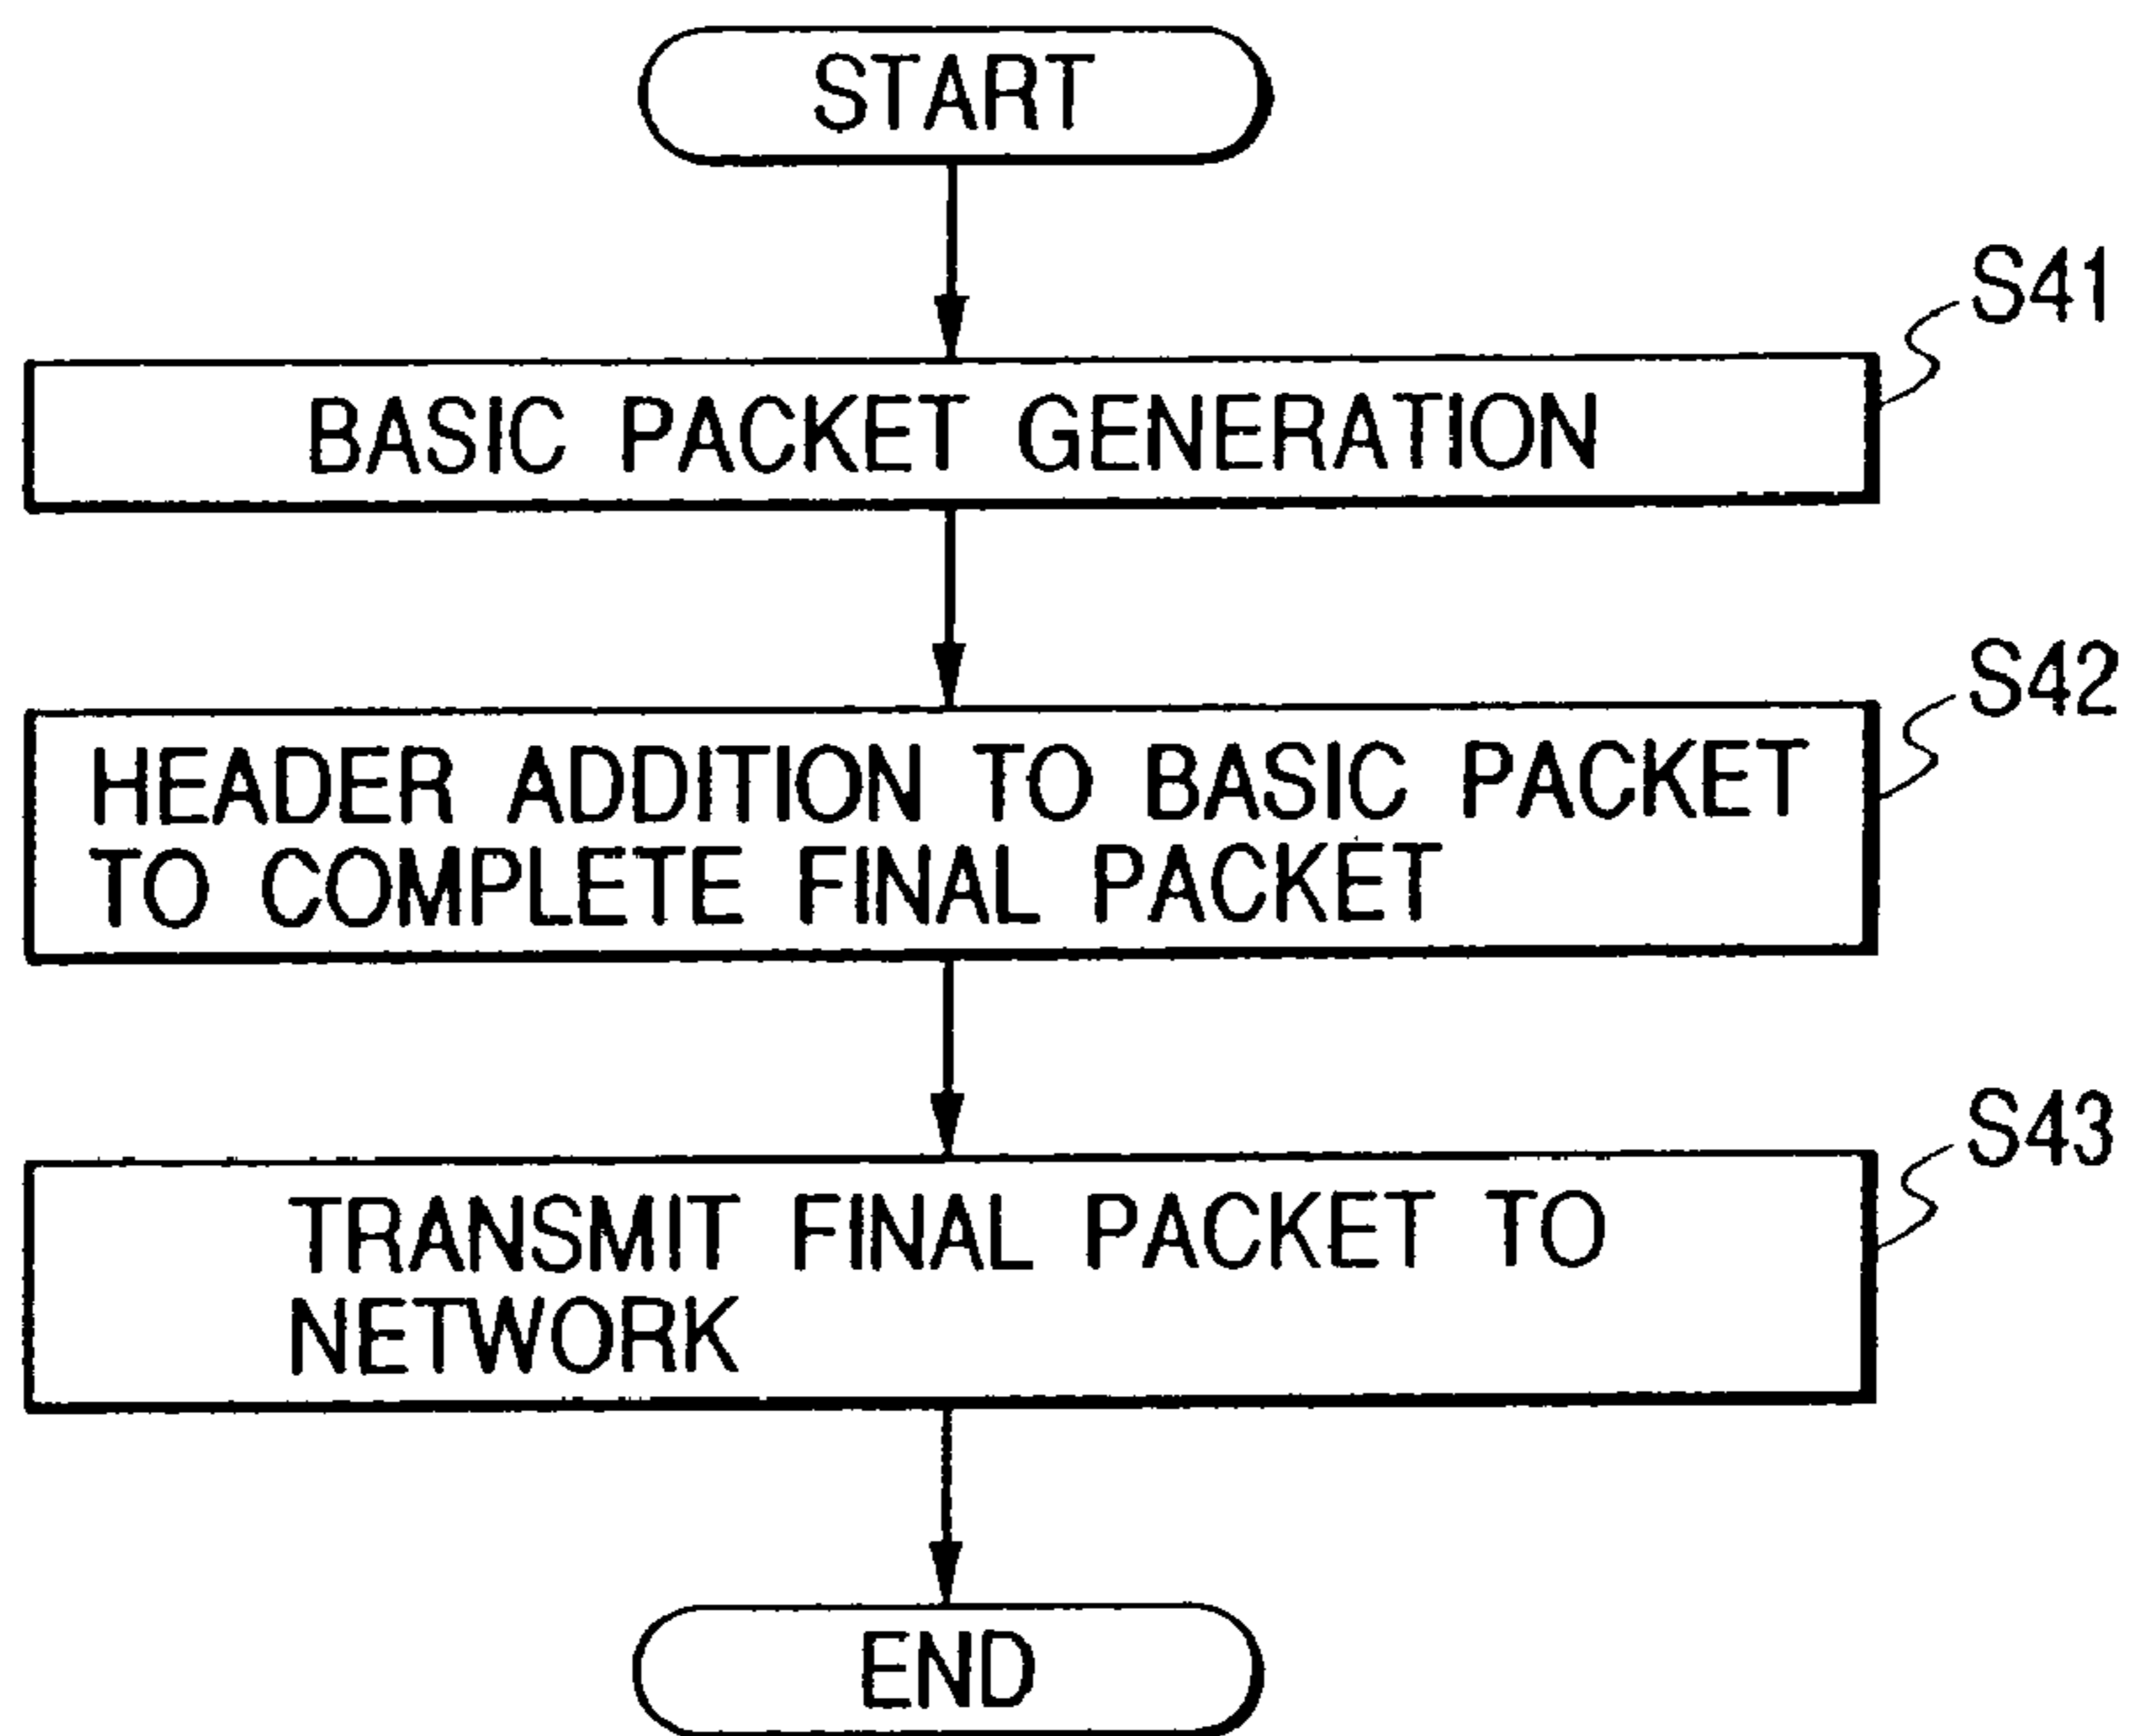 START
S41
BASIC PACKET GENERATION
S42
HEADER ADDITION TO BASIC PACKET
TO COMPLETE FINAL PACKET
S43
TRANSMIT FINAL PACKET TO
NETWORK
END